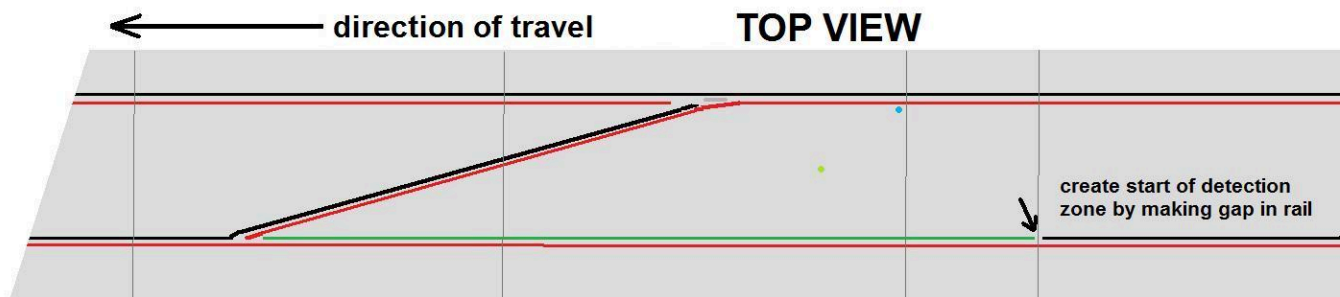 direction of travel
TOP VIEW
create start of detection
zone by making gap in rail